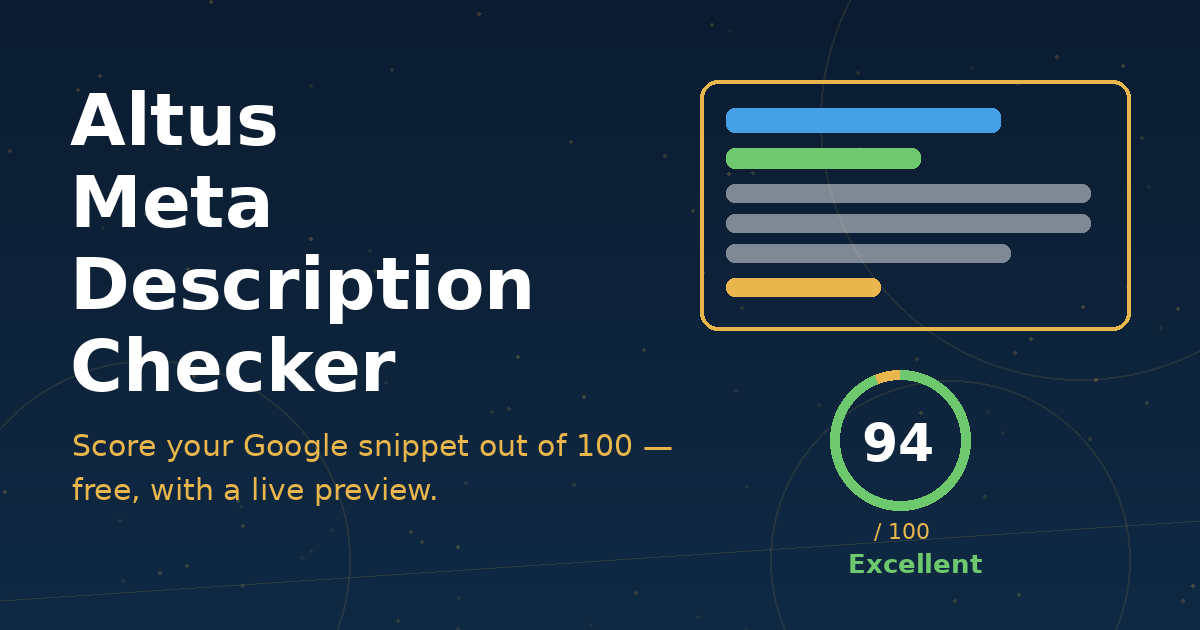 Altus
Meta
Description
Checker
Score your Google snippet out of 100 —
free, with a live preview.
94
/ 100
Excellent